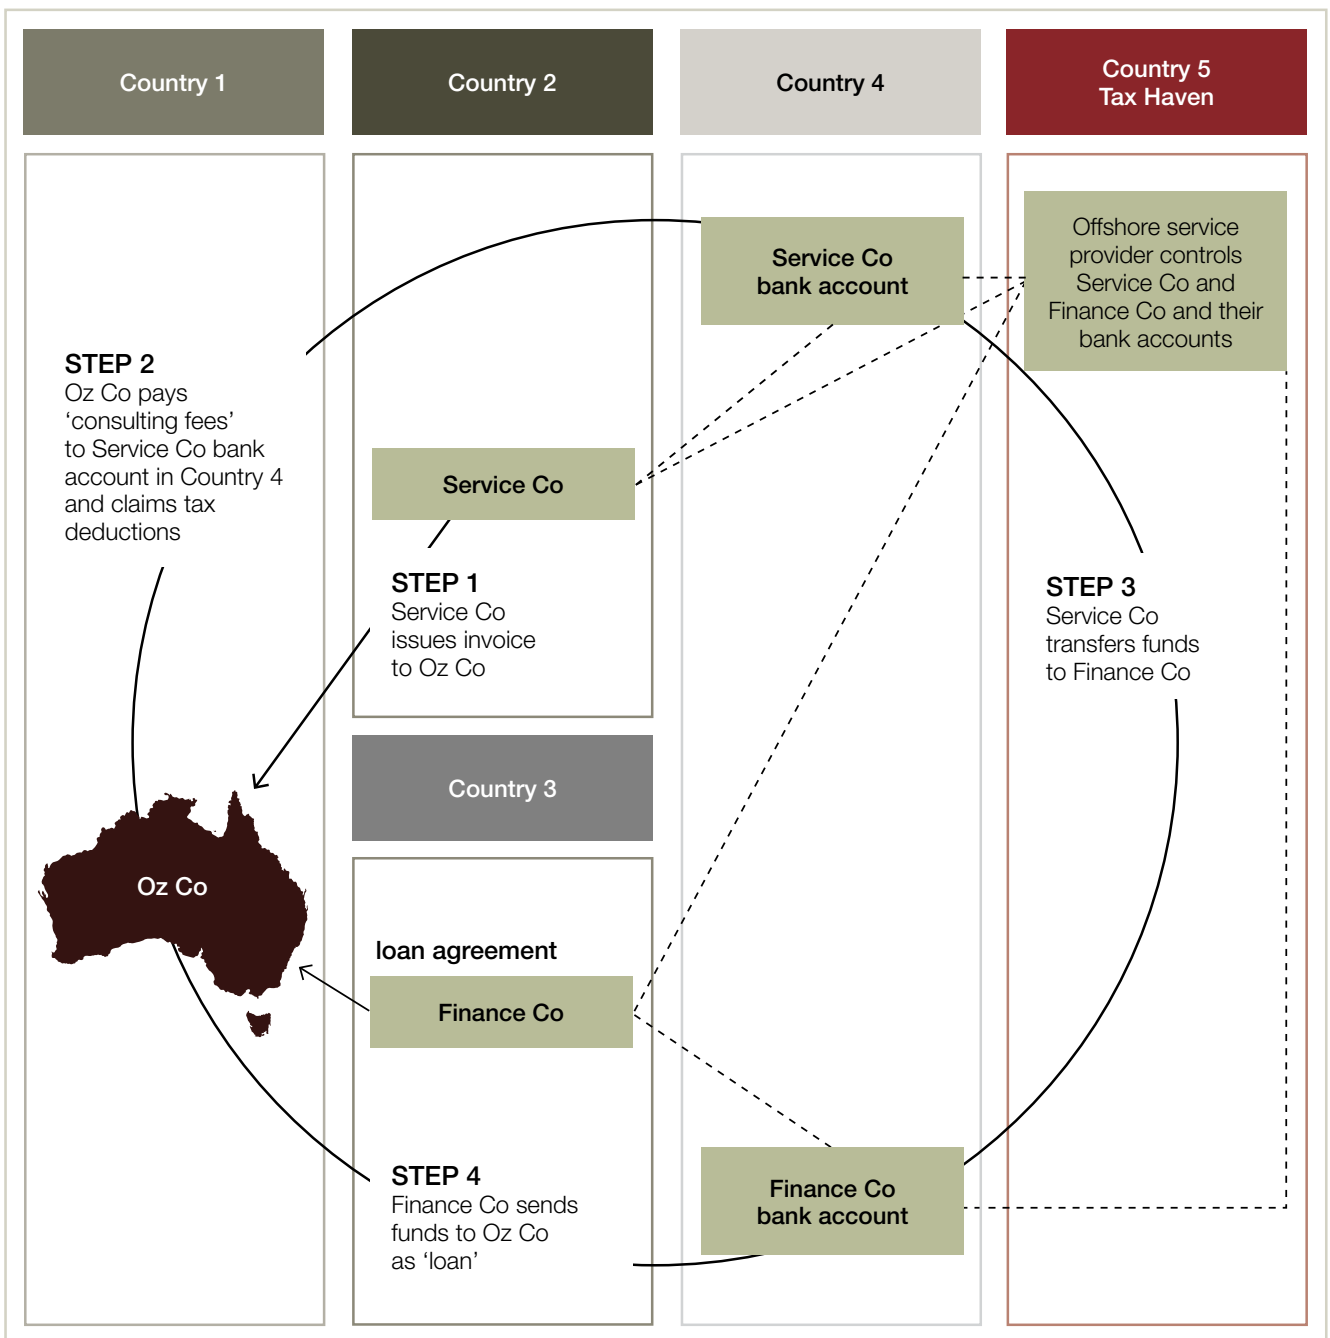 Country 1
Country 2
Country 4
Country 5
Tax Haven
Offshore service
provider controls
Service Co and
Finance Co and their
bank accounts
Service Co
bank account
STEP 2
Oz Co pays
‘consulting fees’
to Service Co bank
account in Country 4
and claims tax
deductions
Service Co
STEP 1
Service Co
issues invoice
to Oz Co
STEP 3
Service Co
transfers funds
to Finance Co
Country 3
Oz Co
loan agreement
Finance Co
STEP 4
Finance Co sends
funds to Oz Co
as ‘loan’
Finance Co
bank account